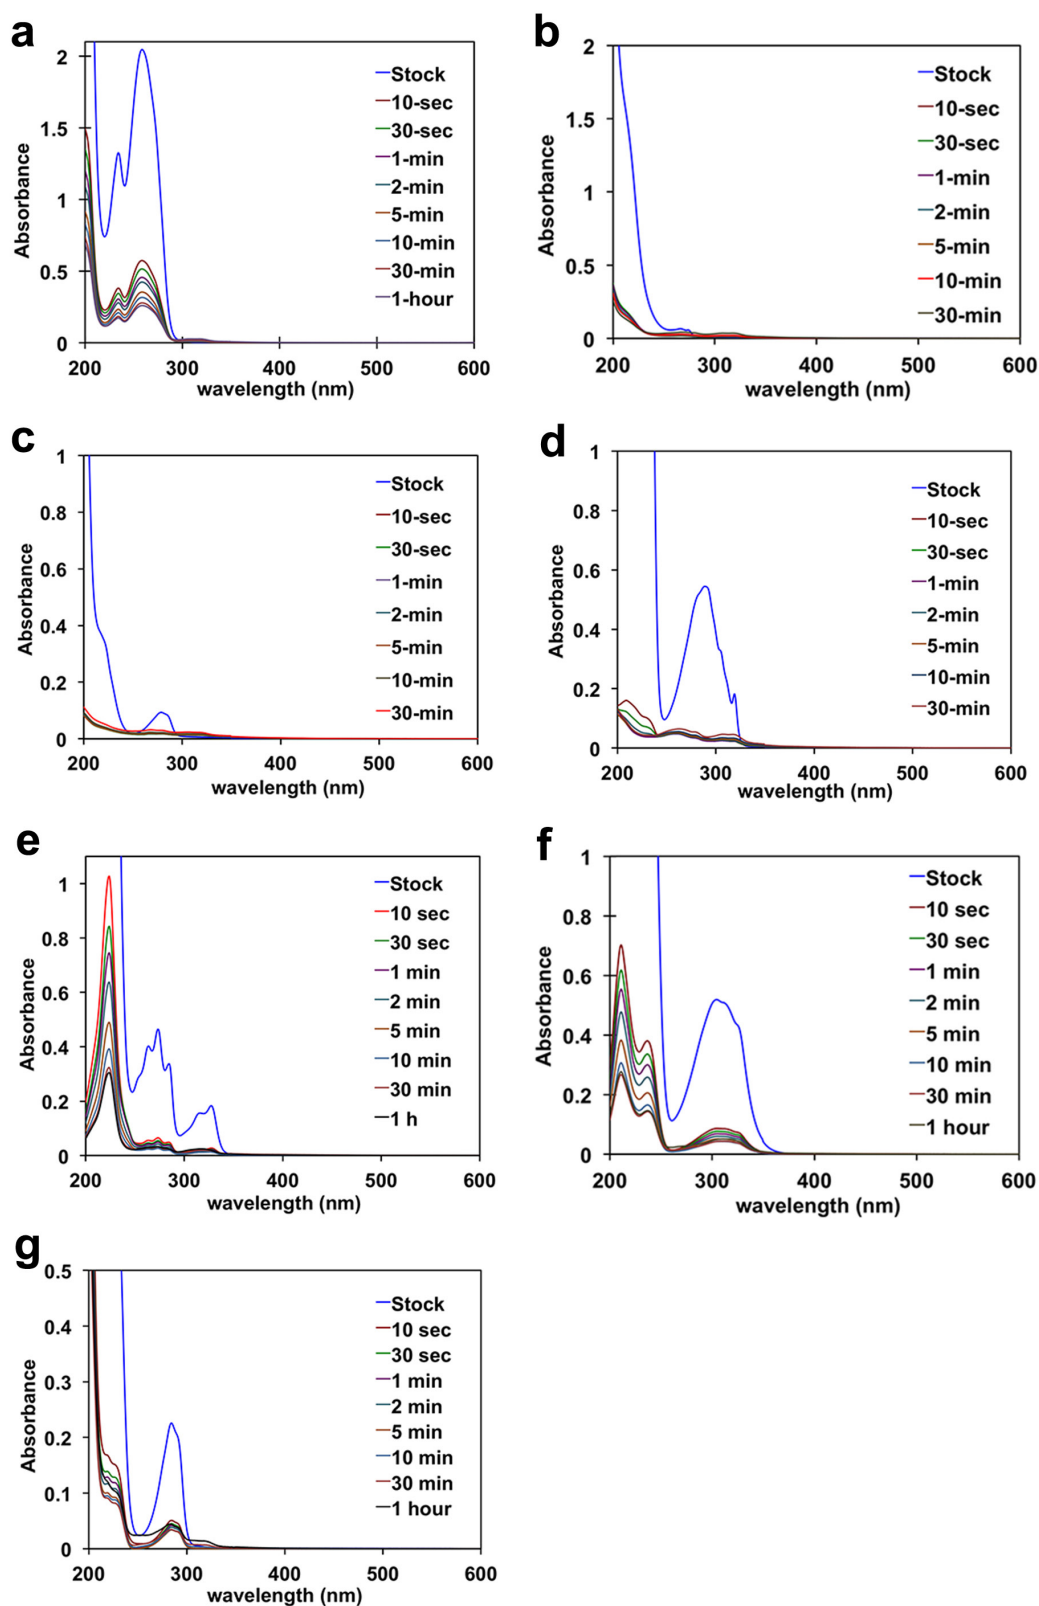 a
2
1.5
1
0.5
0
Absorbance
Stock
10-sec
30-sec
1-min
2-min
5-min
10-min
30-min
1-hour
200 300 400 500 600
wavelength (nm)
b
2
1.5
1
0.5
0
Absorbance
Stock
10-sec
30-sec
1-min
2-min
5-min
10-min
30-min
200 300 400 500 600
wavelength (nm)
c
1
0.8
0.6
0.4
0.2
0
Absorbance
Stock
10-sec
30-sec
1-min
2-min
5-min
10-min
30-min
200 300 400 500 600
wavelength (nm)
d
1
0.8
0.6
0.4
0.2
0
Absorbance
Stock
10-sec
30-sec
1-min
2-min
5-min
10-min
30-min
200 300 400 500 600
wavelength (nm)
e
1
0.8
0.6
0.4
0.2
0
Absorbance
Stock
10 sec
30 sec
1 min
2 min
5 min
10 min
30 min
1 h
200 300 400 500 600
wavelength (nm)
f
1
0.8
0.6
0.4
0.2
0
Absorbance
Stock
10 sec
30 sec
1 min
2 min
5 min
10 min
30 min
1 hour
200 300 400 500 600
wavelength (nm)
g
0.5
0.4
0.3
0.2
0.1
0
Absorbance
Stock
10 sec
30 sec
1 min
2 min
5 min
10 min
30 min
1 hour
200 300 400 500 600
wavelength (nm)